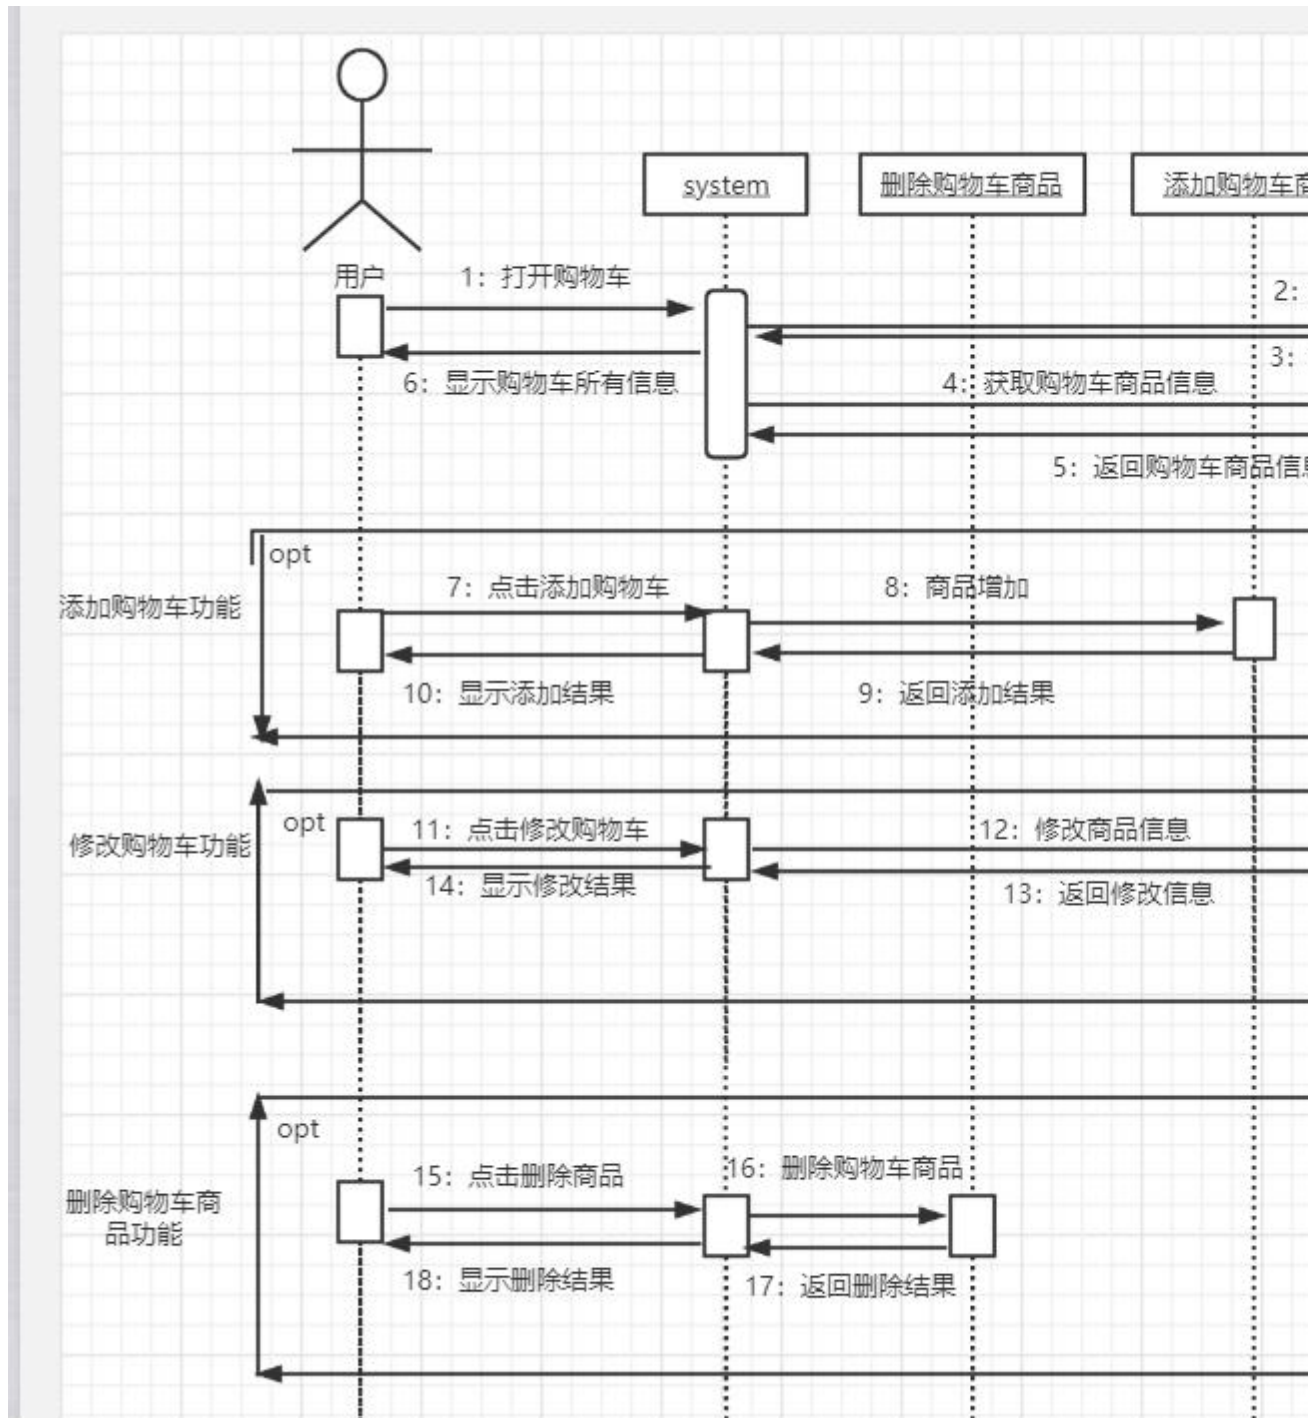 system
删除购物车商品
添加购物车商
用户
1: 打开购物车
2:
3:
6: 显示购物车所有信息
4: 获取购物车商品信息
5: 返回购物车商品信
opt
添加购物车功能
7: 点击添加购物车
8: 商品增加
10: 显示添加结果
9: 返回添加结果
opt
修改购物车功能
11: 点击修改购物车
12: 修改商品信息
14: 显示修改结果
13: 返回修改信息
opt
15: 点击删除商品
16: 删除购物车商品
删除购物车商
品功能
18: 显示删除结果
17: 返回删除结果